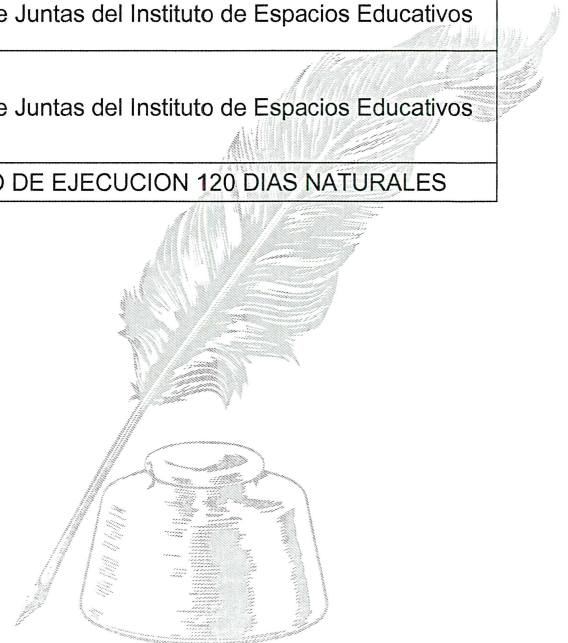 e Juntas del Instituto de Espacios Educativos
e Juntas del Instituto de Espacios Educativos
O DE EJECUCION 120 DIAS NATURALES